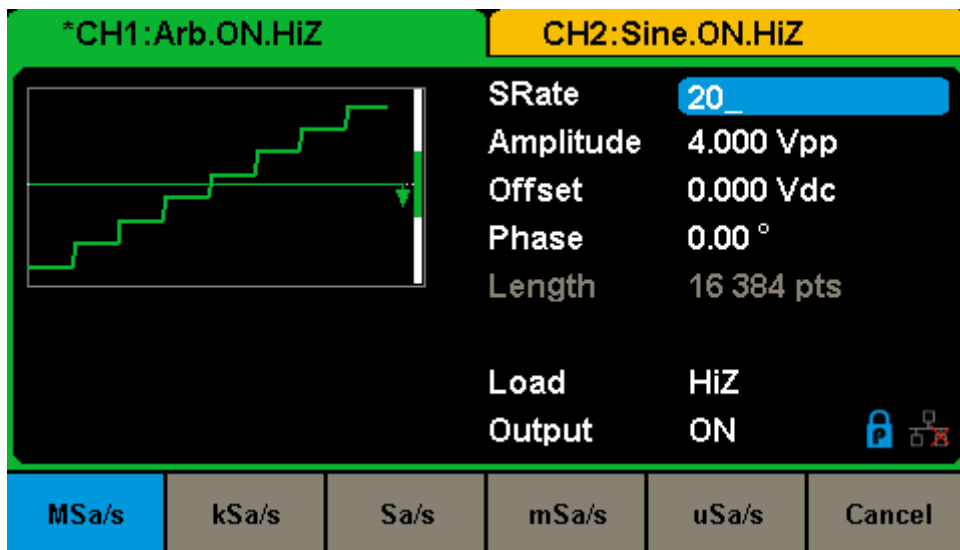 *CH1:Arb.ON.HiZ CH2:Sine.ON.HiZ
SRate 20_
Amplitude 4.000 Vpp
Offset 0.000 Vdc
Phase 0.00 °
Length 16 384 pts
Load HiZ
Output ON P
MSa/s kSa/s Sa/s mSa/s uSa/s Cancel